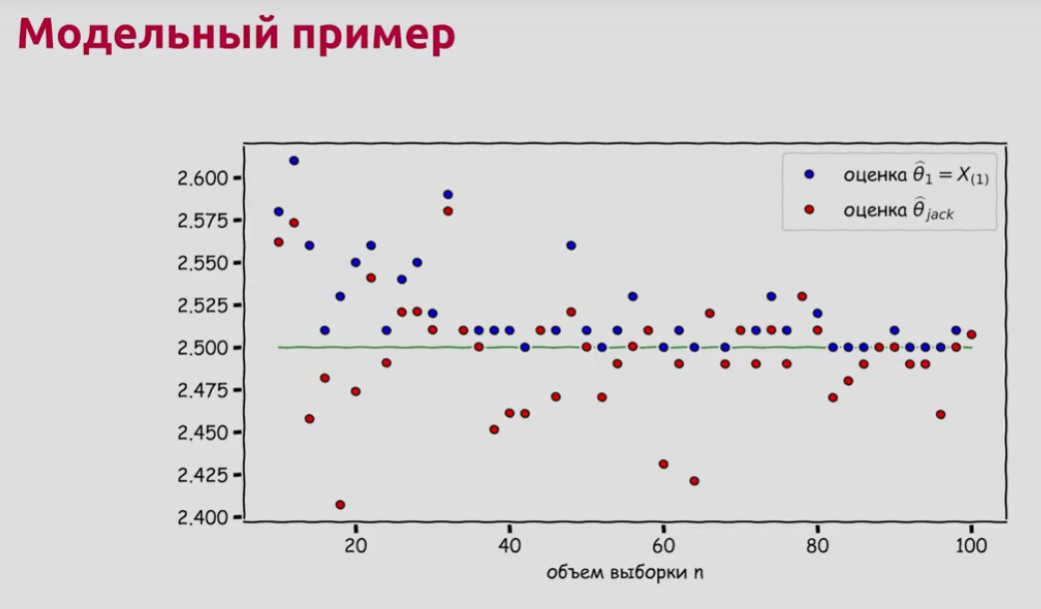 Модельный пример
оценка θ̂₁ = X₍₁₎
оценка θ̂ jack
2.600
2.575
2.550
2.525
2.500
2.475
2.450
2.425
2.400
20 40 60 80 100
объем выборки n